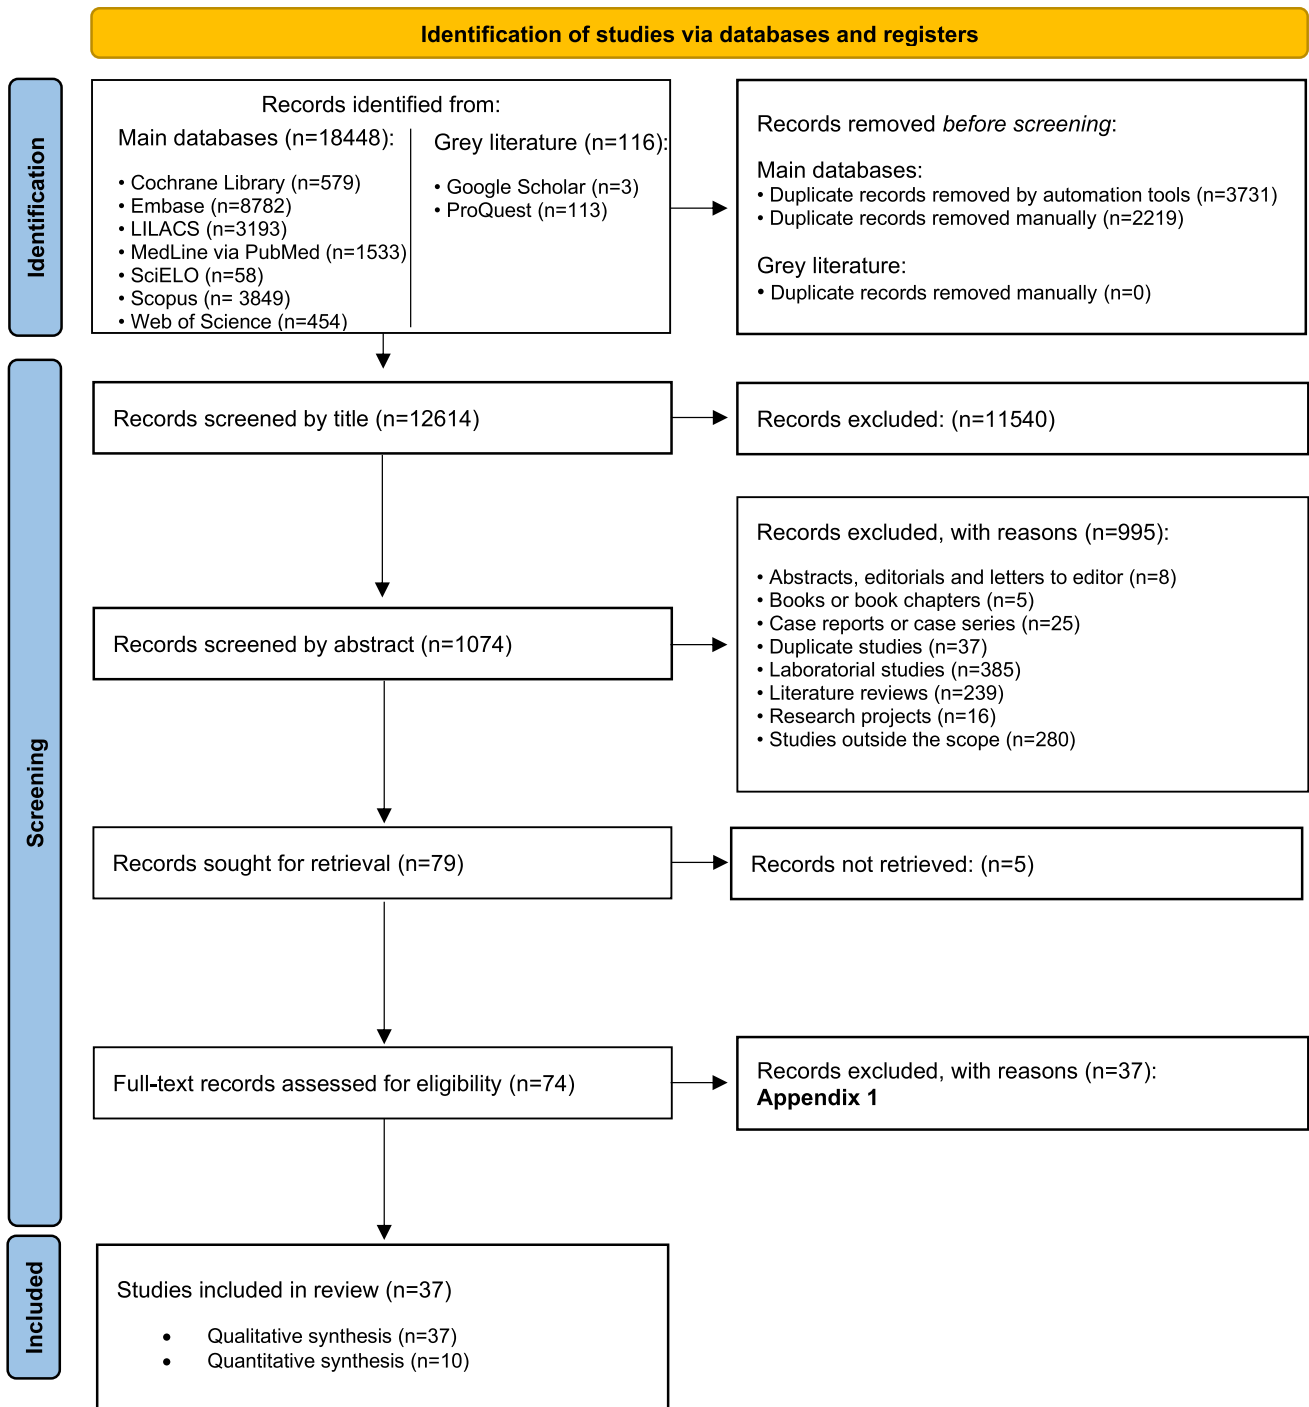 Identification of studies via databases and registers
Identification
Records identified from:
Main databases (n=18448):
• Cochrane Library (n=579)
• Embase (n=8782)
• LILACS (n=3193)
• MedLine via PubMed (n=1533)
• SciELO (n=58)
• Scopus (n= 3849)
• Web of Science (n=454)
Grey literature (n=116):
• Google Scholar (n=3)
• ProQuest (n=113)
Records removed before screening:
Main databases:
• Duplicate records removed by automation tools (n=3731)
• Duplicate records removed manually (n=2219)
Grey literature:
• Duplicate records removed manually (n=0)
Screening
Records screened by title (n=12614)
Records excluded: (n=11540)
Records screened by abstract (n=1074)
Records excluded, with reasons (n=995):
• Abstracts, editorials and letters to editor (n=8)
• Books or book chapters (n=5)
• Case reports or case series (n=25)
• Duplicate studies (n=37)
• Laboratorial studies (n=385)
• Literature reviews (n=239)
• Research projects (n=16)
• Studies outside the scope (n=280)
Records sought for retrieval (n=79)
Records not retrieved: (n=5)
Full-text records assessed for eligibility (n=74)
Records excluded, with reasons (n=37):
Appendix 1
Included
Studies included in review (n=37)
• Qualitative synthesis (n=37)
• Quantitative synthesis (n=10)